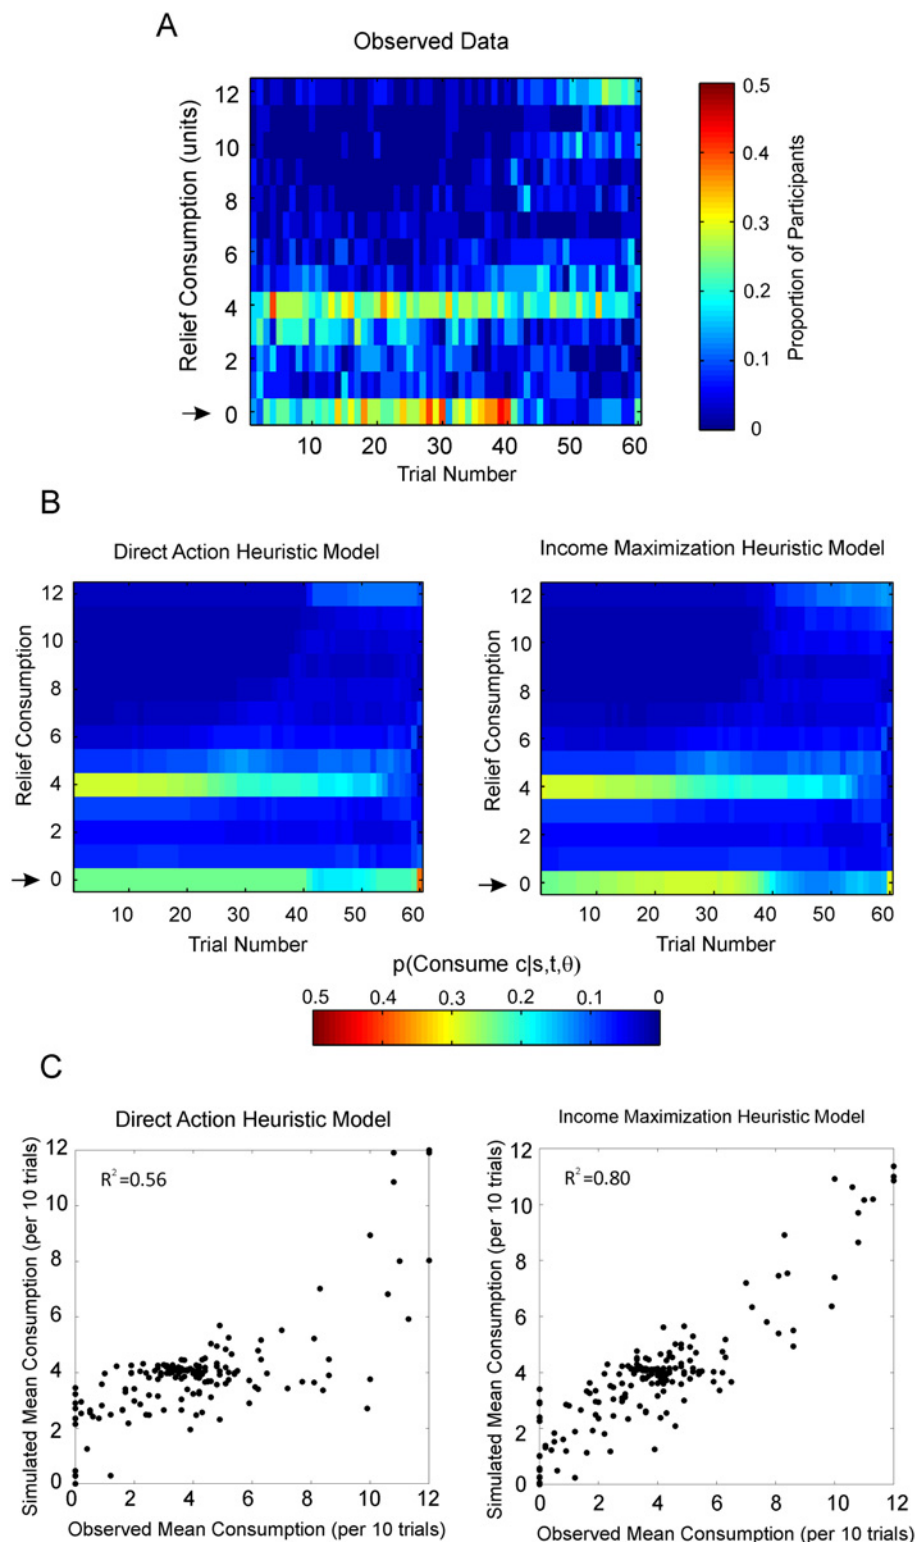 A
Observed Data
Relief Consumption (units)
12
10
8
6
4
2
0
10 20 30 40 50 60
Trial Number
0.5
0.4
0.3
0.2
0.1
0
Proportion of Participants
B
Direct Action Heuristic Model
Relief Consumption
12
10
8
6
4
2
0
10 20 30 40 50 60
Trial Number
Income Maximization Heuristic Model
Relief Consumption
12
10
8
6
4
2
0
10 20 30 40 50 60
Trial Number
p(Consume c|s,t,θ)
0.5 0.4 0.3 0.2 0.1 0
C
Direct Action Heuristic Model
Simulated Mean Consumption (per 10 trials)
R²=0.56
12
10
8
6
4
2
0
0 2 4 6 8 10 12
Observed Mean Consumption (per 10 trials)
Income Maximization Heuristic Model
Simulated Mean Consumption (per 10 trials)
R²=0.80
12
10
8
6
4
2
0
0 2 4 6 8 10 12
Observed Mean Consumption (per 10 trials)